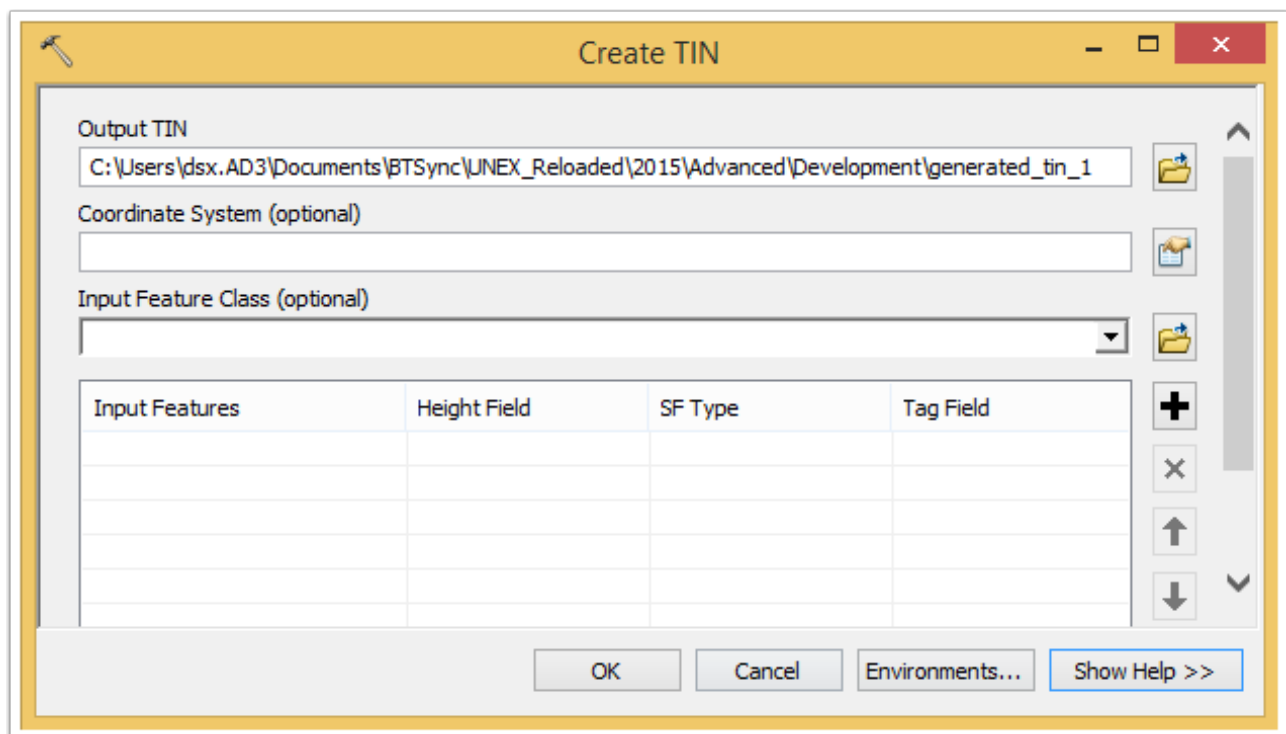 Create TIN
Output TIN
C:\Users\dsx.AD3\Documents\BTSync\UNEX_Reloaded\2015\Advanced\Development\generated_tin_1
Coordinate System (optional)
Input Feature Class (optional)
Input Features Height Field SF Type Tag Field
OK Cancel Environments... Show Help >>